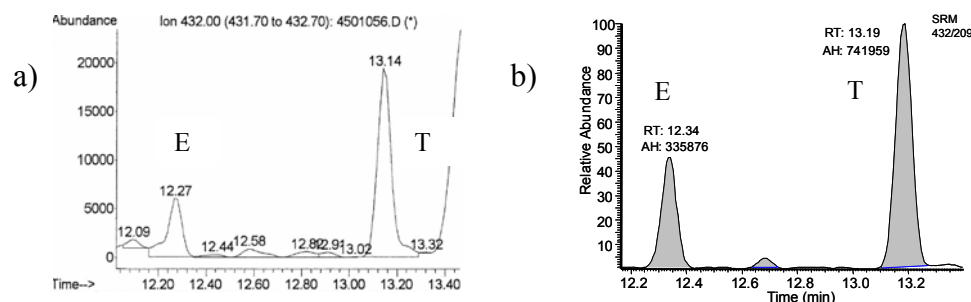 a)
Abundance
Ion 432.00 (431.70 to 432.70): 4501056.D (*)
20000
15000
10000
5000
0
12.09
12.27
12.44
12.58
12.91
13.02
13.14
13.32
E
T
12.20 12.40 12.60 12.80 13.00 13.20 13.40
Time-->
b)
SRM
432/209
Relative Abundance
100
90
80
70
60
50
40
30
20
10
E
RT: 12.34
AH: 335876
T
RT: 13.19
AH: 741959
12.2 12.4 12.6 12.8 13.0 13.2
Time (min)